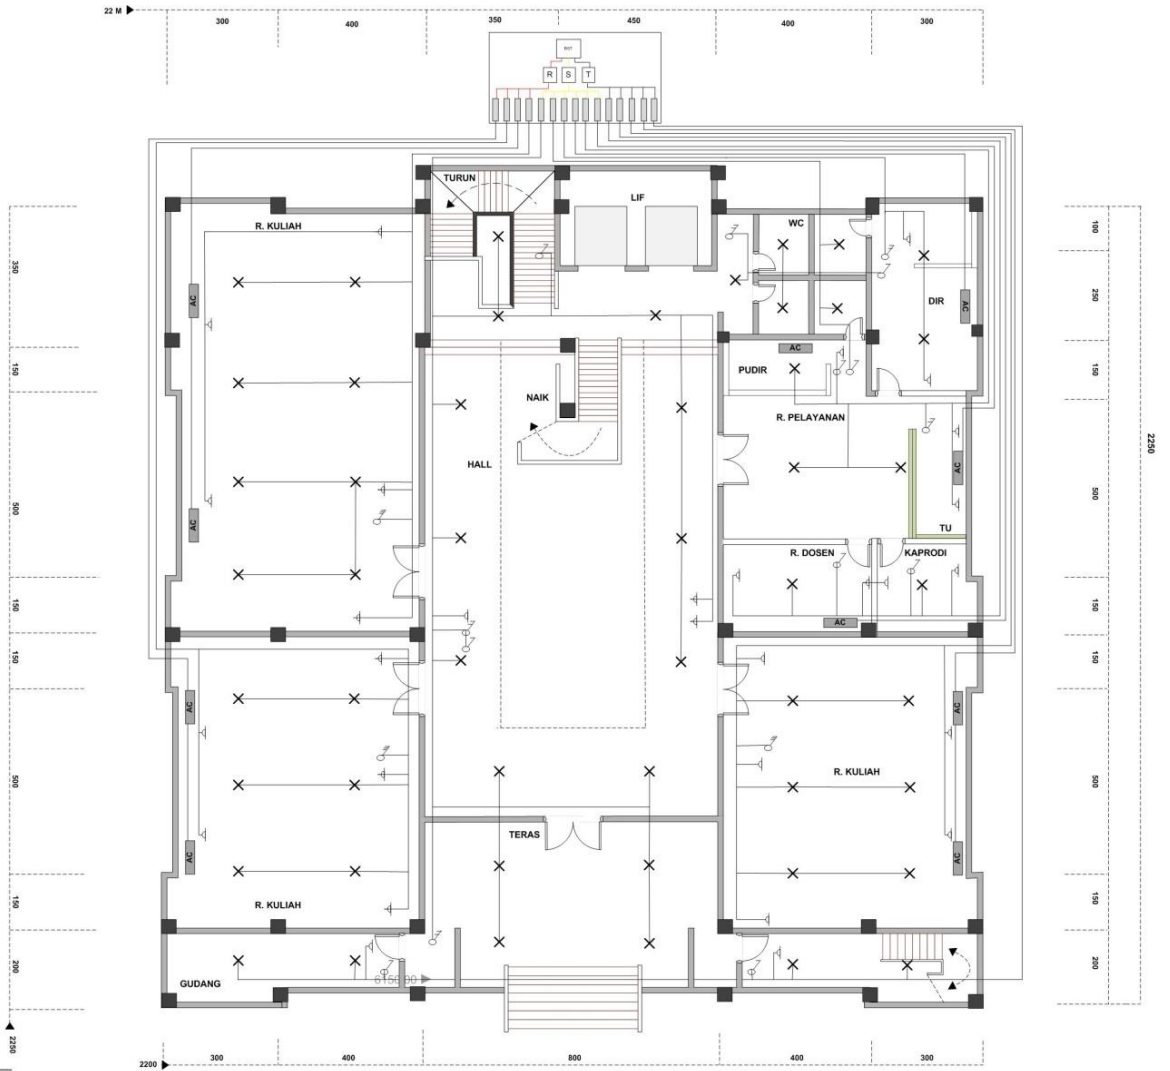 22 M
300
400
350
450
400
300
R
S
T
TURUN
LIF
WC
R. KULIAH
AC
DIR
AC
AC
PUDIR
NAIK
R. PELAYANAN
HALL
AC
AC
TU
R. DOSEN
KAPRODI
AC
AC
AC
R. KULIAH
TERAS
AC
AC
R. KULIAH
GUDANG
6150.00
350
150
500
150
150
500
150
200
2250
100
250
150
500
150
150
500
150
200
2250
2200
300
400
800
400
300